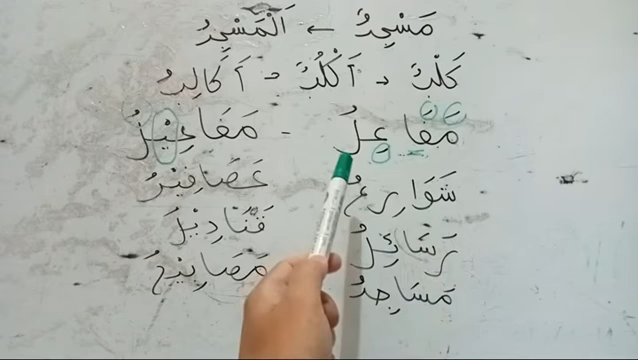 مَسْجِدٌ ← اَلْمَسْجِدُ
كَلْبٌ = اَكْلُبٌ = اَكَالِبُ
مَفَاعِلُ - مَفَاعِيْلُ
شَوَارِعُ عَصَافِيْرُ
رَسَائِلُ قَنَادِيْلَ
مَسَاجِدُ مَصَابِيْحُ